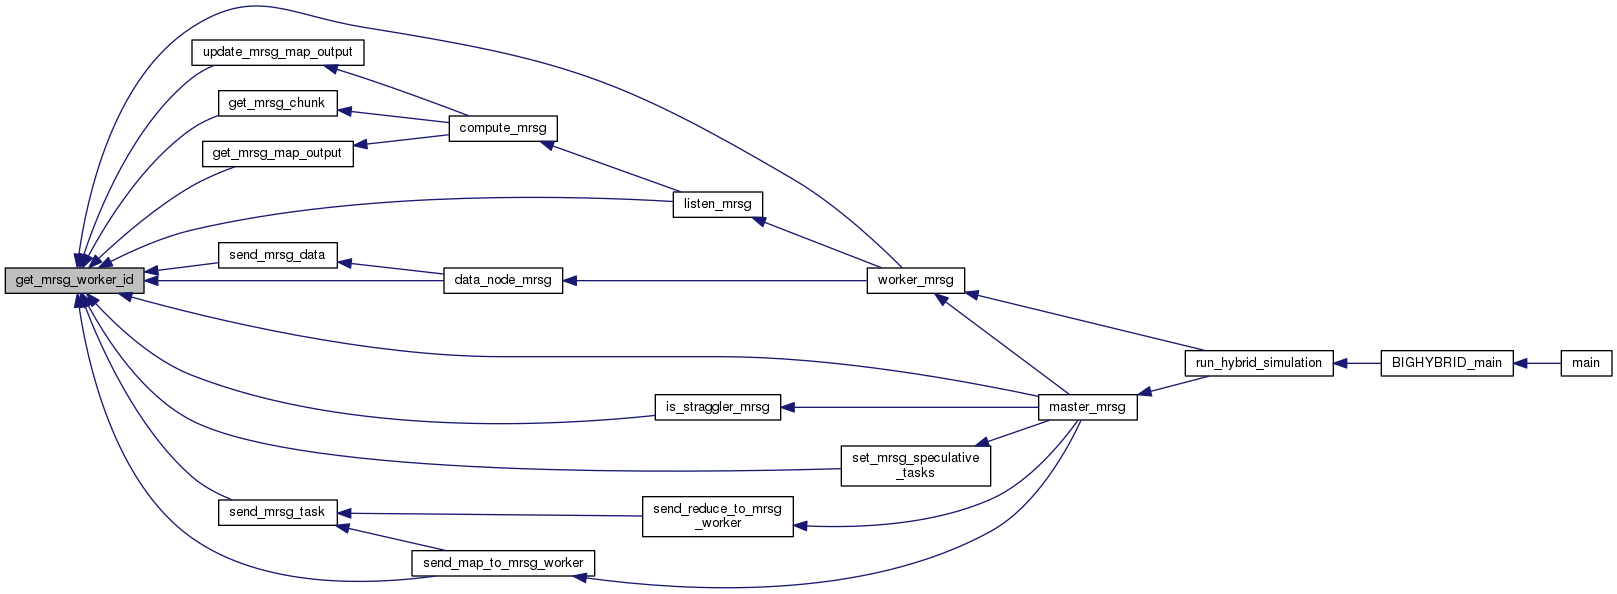 update_mrsg_map_output
get_mrsg_chunk
compute_mrsg
get_mrsg_map_output
listen_mrsg
send_mrsg_data
get_mrsg_worker_id
data_node_mrsg
worker_mrsg
run_hybrid_simulation
BIGHYBRID_main
main
is_straggler_mrsg
master_mrsg
set_mrsg_speculative
_tasks
send_mrsg_task
send_reduce_to_mrsg
_worker
send_map_to_mrsg_worker